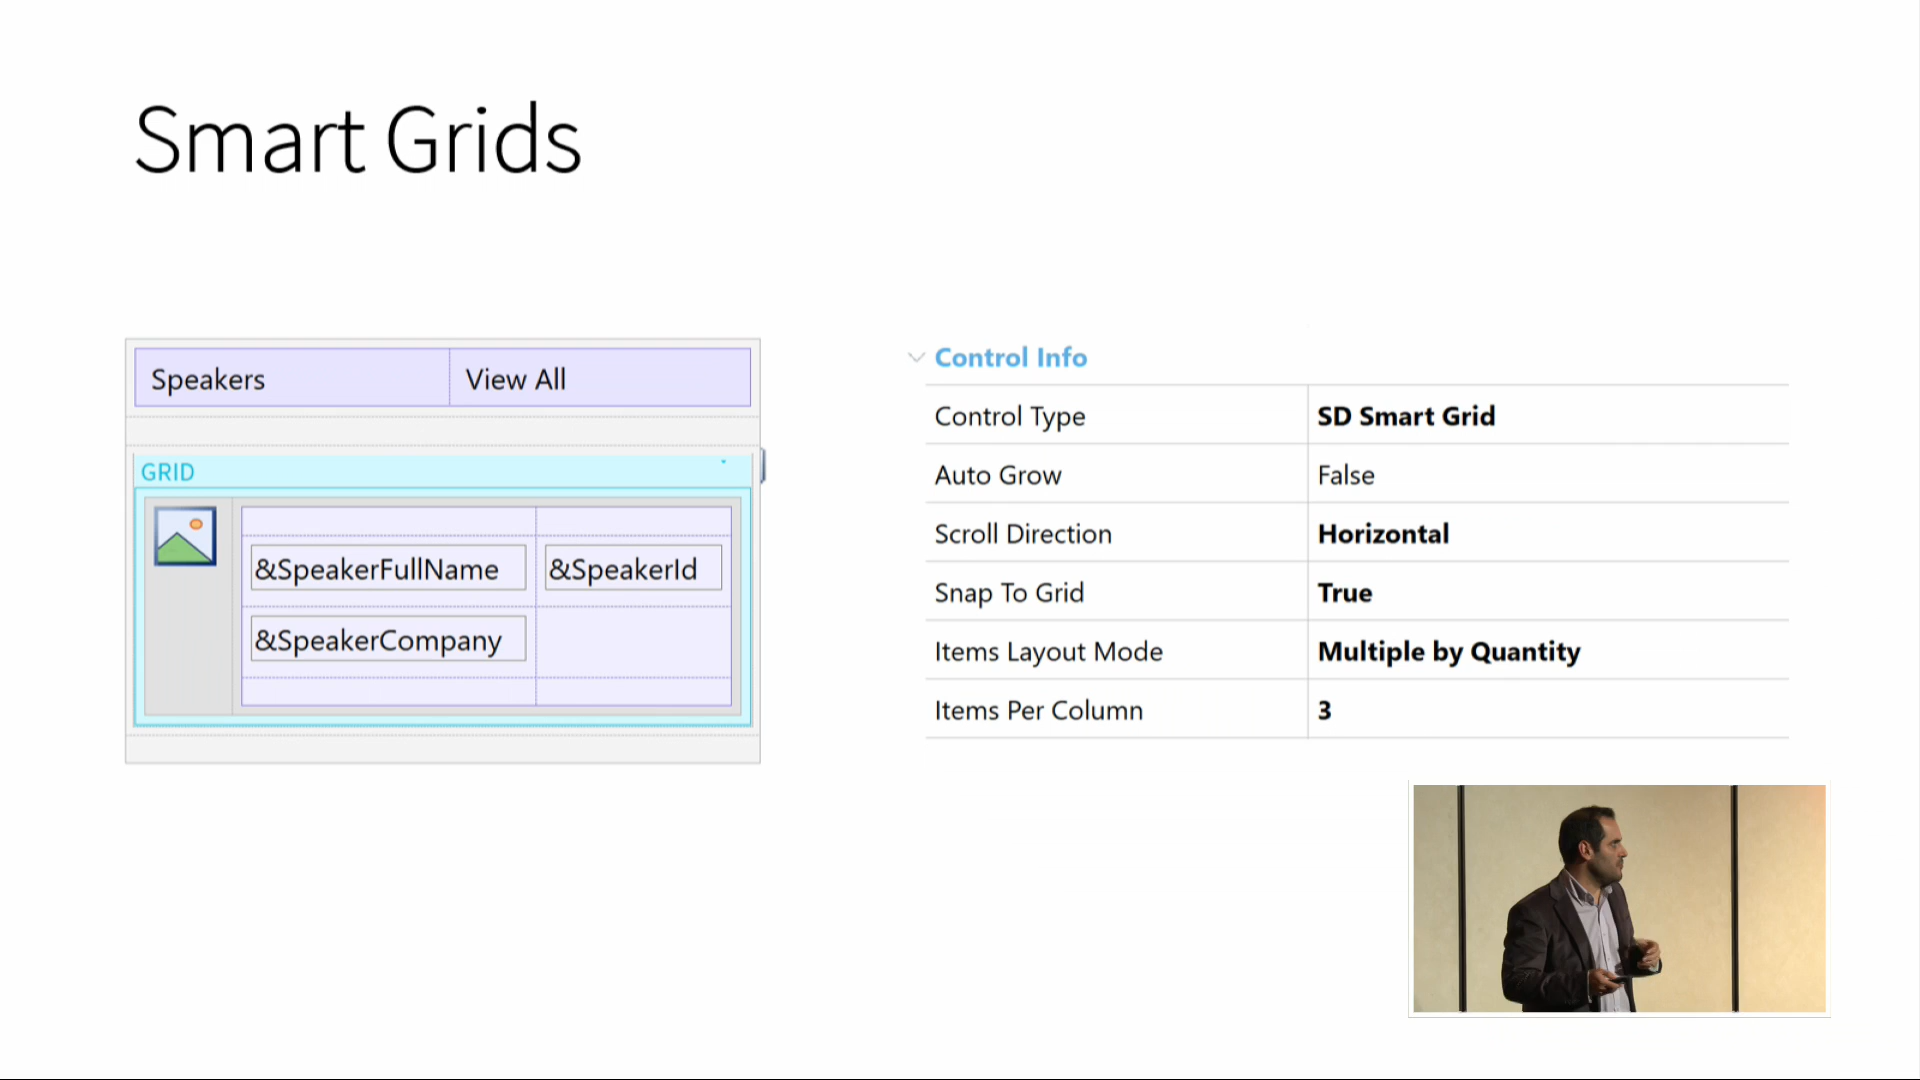 Smart Grids
Speakers View All
GRID
&SpeakerFullName &SpeakerId
&SpeakerCompany
Control Info
Control Type SD Smart Grid
Auto Grow False
Scroll Direction Horizontal
Snap To Grid True
Items Layout Mode Multiple by Quantity
Items Per Column 3